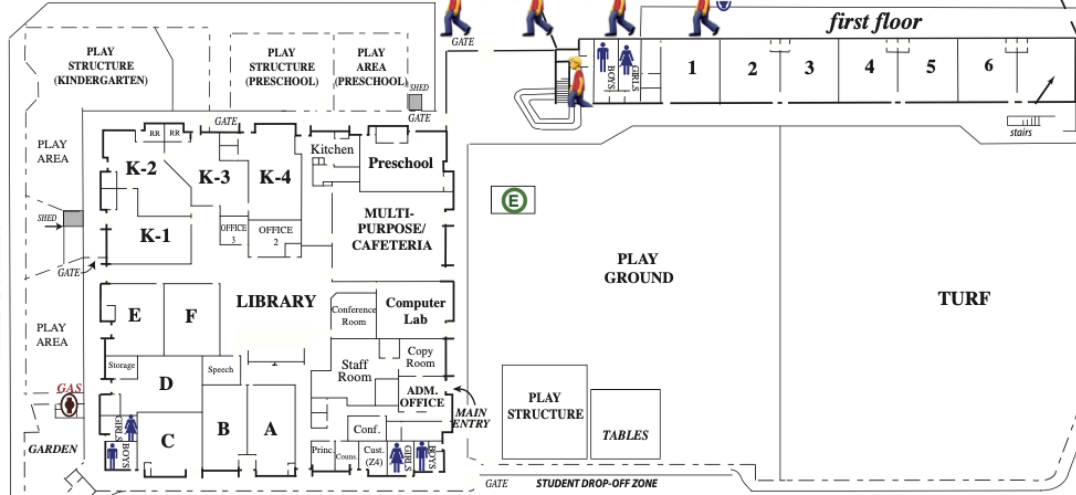 first floor
GATE
BOYS
GIRLS
1
2
3
4
5
6
stairs
PLAY
STRUCTURE
(KINDERGARTEN)
PLAY
STRUCTURE
(PRESCHOOL)
PLAY
AREA
(PRESCHOOL)
SHED
GATE
GATE
RR
RR
Kitchen
Preschool
PLAY
AREA
K-2
K-3
K-4
SHED
K-1
OFFICE
3
OFFICE
2
MULTI-
PURPOSE/
CAFETERIA
GATE
E
PLAY
GROUND
TURF
E
F
LIBRARY
Conference
Room
Computer
Lab
PLAY
AREA
Storage
D
Speech
Staff
Room
Copy
Room
ADM.
OFFICE
MAIN
ENTRY
GAS
PLAY
STRUCTURE
TABLES
GIRLS
BOYS
C
B
A
Conf.
GARDEN
Princ.
Couns.
Cust.
(Z4)
GIRLS
BOYS
GATE
STUDENT DROP-OFF ZONE